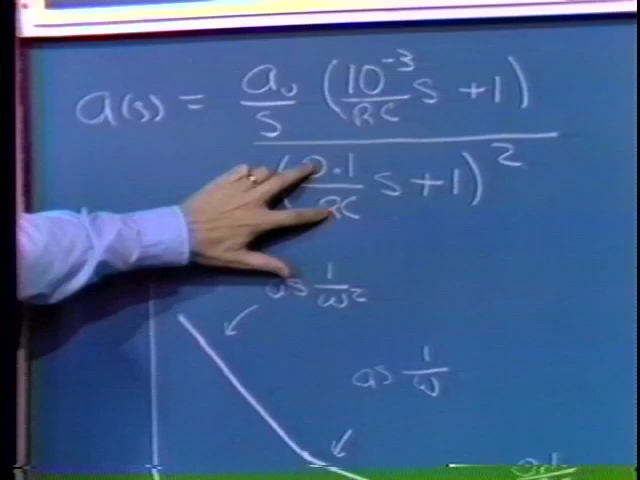 a(s) = a₀/s (10⁻³/RC s + 1)
(0.1/RC s + 1)²
as 1/ω²
as 1/ω